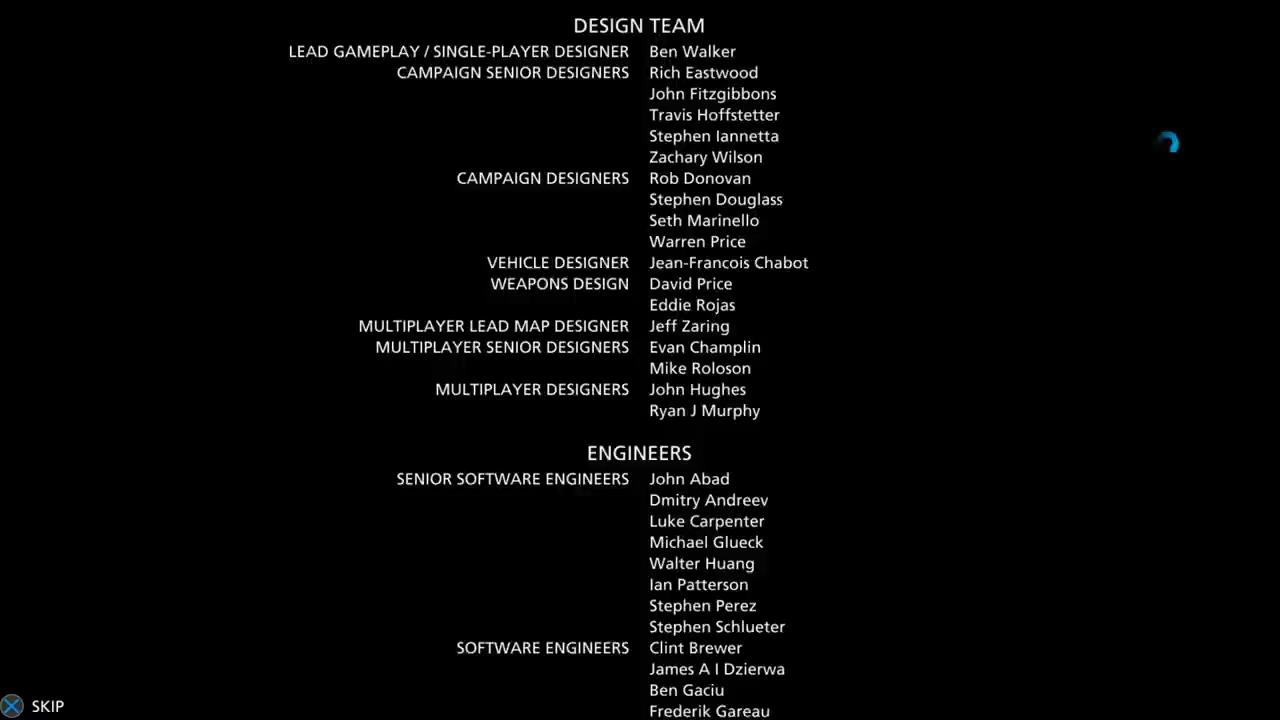 DESIGN TEAM
LEAD GAMEPLAY / SINGLE-PLAYER DESIGNER Ben Walker
CAMPAIGN SENIOR DESIGNERS Rich Eastwood
John Fitzgibbons
Travis Hoffstetter
Stephen Iannetta
Zachary Wilson
CAMPAIGN DESIGNERS Rob Donovan
Stephen Douglass
Seth Marinello
Warren Price
VEHICLE DESIGNER Jean-Francois Chabot
WEAPONS DESIGN David Price
Eddie Rojas
MULTIPLAYER LEAD MAP DESIGNER Jeff Zaring
MULTIPLAYER SENIOR DESIGNERS Evan Champlin
Mike Roloson
MULTIPLAYER DESIGNERS John Hughes
Ryan J Murphy
ENGINEERS
SENIOR SOFTWARE ENGINEERS John Abad
Dmitry Andreev
Luke Carpenter
Michael Glueck
Walter Huang
Ian Patterson
Stephen Perez
Stephen Schlueter
SOFTWARE ENGINEERS Clint Brewer
James A I Dzierwa
Ben Gaciu
Frederik Gareau
SKIP